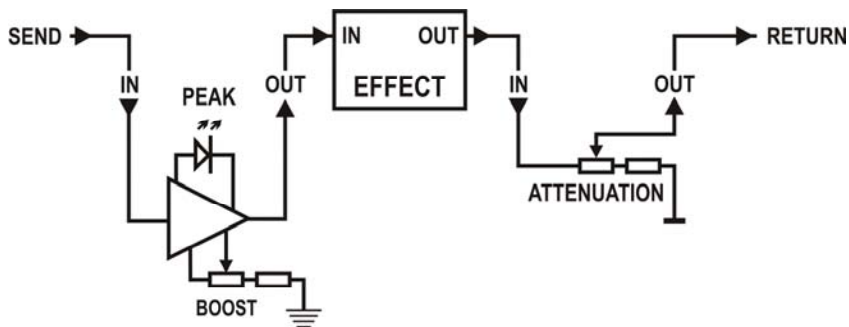 SEND
IN
PEAK
OUT
BOOST
IN
OUT
EFFECT
IN
OUT
RETURN
ATTENUATION